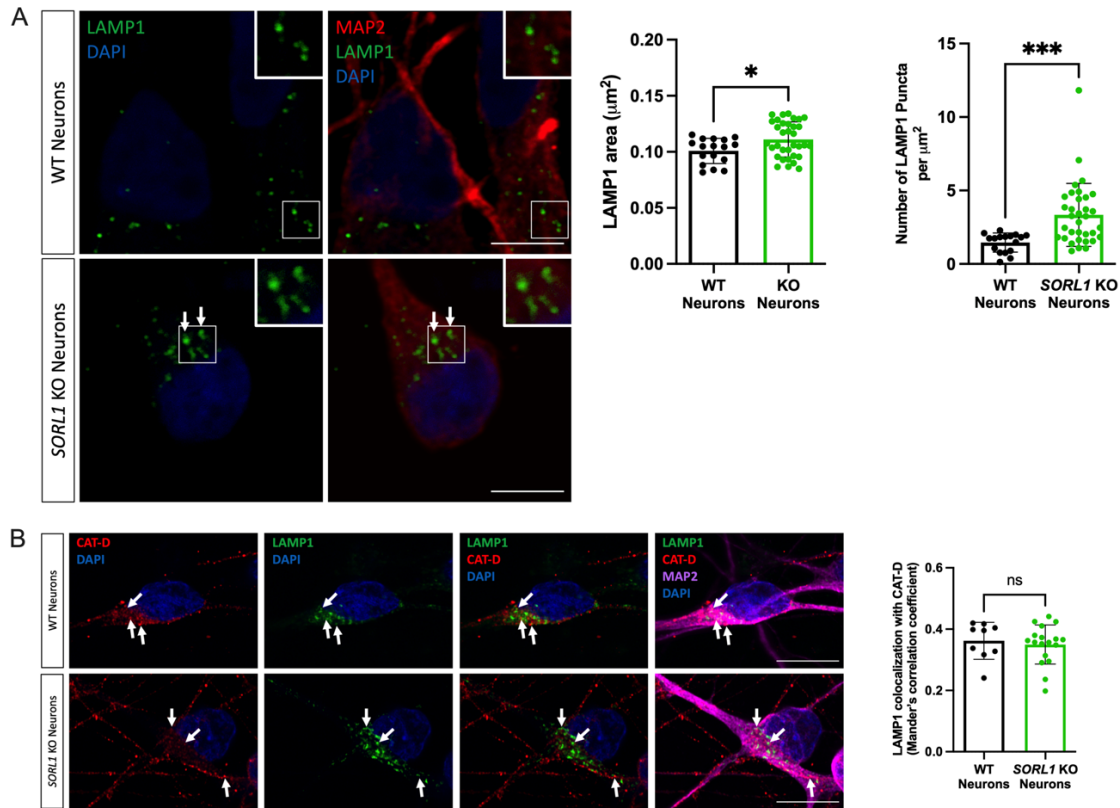 A
WT Neurons
LAMP1
DAPI
MAP2
LAMP1
DAPI
SORL1 KO Neurons
LAMP1 area (μm2)
0.20
0.15
0.10
0.05
0.00
*
WT
Neurons
KO
Neurons
Number of LAMP1 Puncta
per μm2
15
10
5
0
***
WT
Neurons
SORL1 KO
Neurons
B
WT Neurons
CAT-D
DAPI
LAMP1
DAPI
LAMP1
CAT-D
DAPI
LAMP1
CAT-D
MAP2
DAPI
SORL1 KO Neurons
LAMP1 colocalization with CAT-D
(Mander's correlation coefficient)
0.6
0.4
0.2
0.0
ns
WT
Neurons
SORL1 KO
Neurons